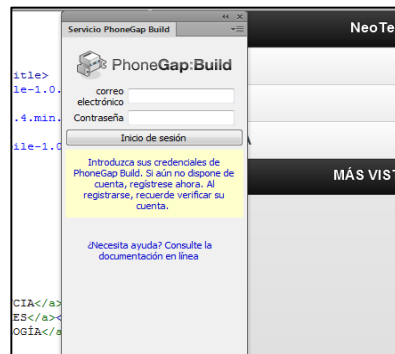 Servicio PhoneGap Build
NeoTe
PhoneGap:Build
itle>
le-1.0.
correo
electrónico
.4.min.
Contraseña
ile-1.0
Inicio de sesión
Introduzca sus credenciales de
PhoneGap Build. Si aún no dispone de
cuenta, regístrese ahora. Al
registrarse, recuerde verificar su
cuenta.
MÁS VIST
¿Necesita ayuda? Consulte la
documentación en línea
CIA</a>
ES</a><
OGÍA</a